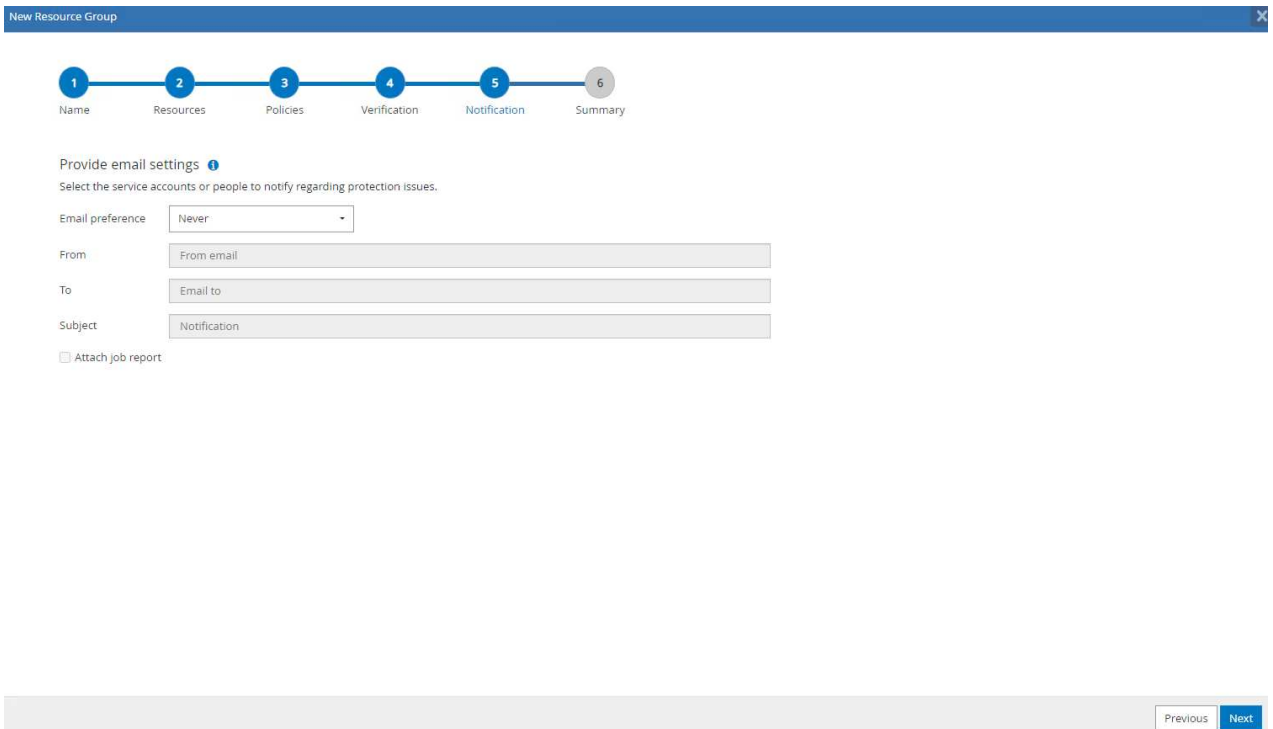 New Resource Group
1 2 3 4 5 6
Name Resources Policies Verification Notification Summary
Provide email settings
Select the service accounts or people to notify regarding protection issues.
Email preference Never
From From email
To Email to
Subject Notification
Attach job report
Previous Next